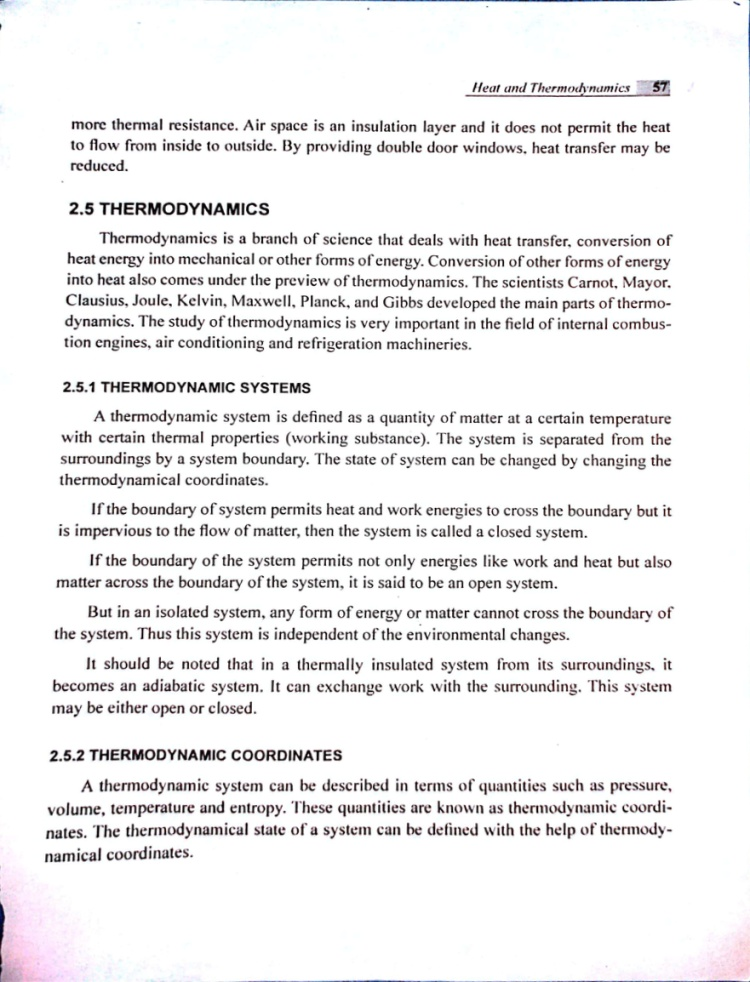 Heat and Thermodynamics 57
more thermal resistance. Air space is an insulation layer and it does not permit the heat
to flow from inside to outside. By providing double door windows, heat transfer may be
reduced.
2.5 THERMODYNAMICS
Thermodynamics is a branch of science that deals with heat transfer, conversion of
heat energy into mechanical or other forms of energy. Conversion of other forms of energy
into heat also comes under the preview of thermodynamics. The scientists Carnot, Mayor,
Clausius, Joule, Kelvin, Maxwell, Planck, and Gibbs developed the main parts of thermo-
dynamics. The study of thermodynamics is very important in the field of internal combus-
tion engines, air conditioning and refrigeration machineries.
2.5.1 THERMODYNAMIC SYSTEMS
A thermodynamic system is defined as a quantity of matter at a certain temperature
with certain thermal properties (working substance). The system is separated from the
surroundings by a system boundary. The state of system can be changed by changing the
thermodynamical coordinates.
If the boundary of system permits heat and work energies to cross the boundary but it
is impervious to the flow of matter, then the system is called a closed system.
If the boundary of the system permits not only energies like work and heat but also
matter across the boundary of the system, it is said to be an open system.
But in an isolated system, any form of energy or matter cannot cross the boundary of
the system. Thus this system is independent of the environmental changes.
It should be noted that in a thermally insulated system from its surroundings, it
becomes an adiabatic system. It can exchange work with the surrounding. This system
may be either open or closed.
2.5.2 THERMODYNAMIC COORDINATES
A thermodynamic system can be described in terms of quantities such as pressure,
volume, temperature and entropy. These quantities are known as thermodynamic coordi-
nates. The thermodynamical state of a system can be defined with the help of thermody-
namical coordinates.